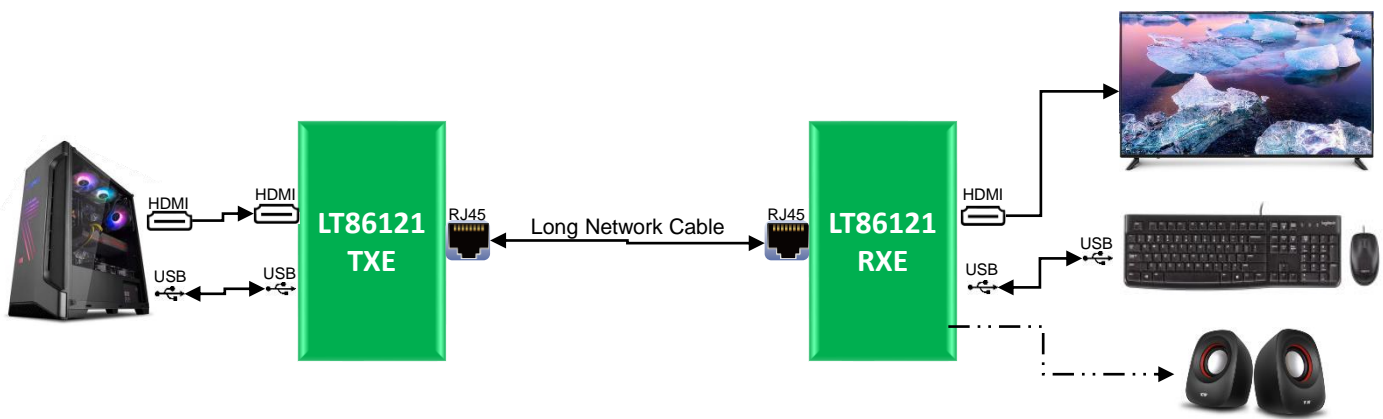 HDMI
HDMI
USB
USB
LT86121
TXE
RJ45
Long Network Cable
RJ45
LT86121
RXE
HDMI
USB
USB